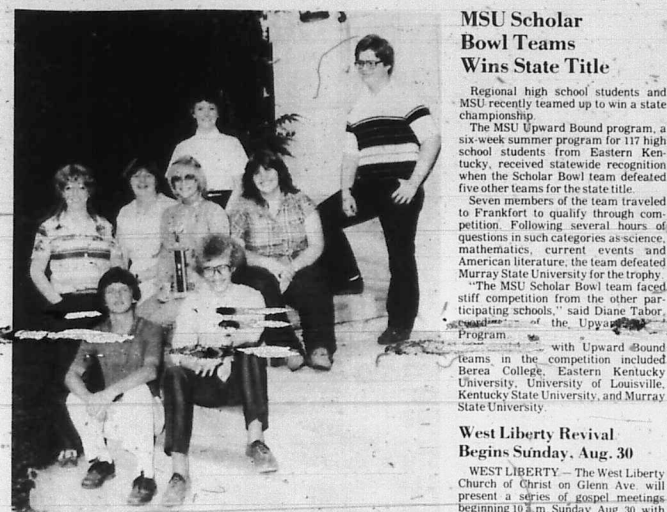 MSU Scholar
Bowl Teams
Wins State Title
Regional high school students and
MSU recently teamed up to win a state
championship.
The MSU Upward Bound program, a
six-week summer program for 117 high
school students from Eastern Ken-
tucky, received statewide recognition
when the Scholar Bowl team defeated
five other teams for the state title.
Seven members of the team traveled
to Frankfort to qualify through com-
petition. Following several hours of
questions in such categories as science,
mathematics, current events and
American literature, the team defeated
Murray State University for the trophy.
"The MSU Scholar Bowl team faced
stiff competition from the other par-
ticipating schools," said Diane Tabor,
of the
Program
with Upward Bound
teams in the competition included
Berea College, Eastern Kentucky
University, University of Louisville,
Kentucky State University, and Murray
State University.
West Liberty Revival
Begins Sunday, Aug. 30
WEST LIBERTY — The West Liberty
Church of Christ on Glenn Ave. will
present a series of gospel meetings
beginning 10 a.m. Sunday, Aug. 30 with